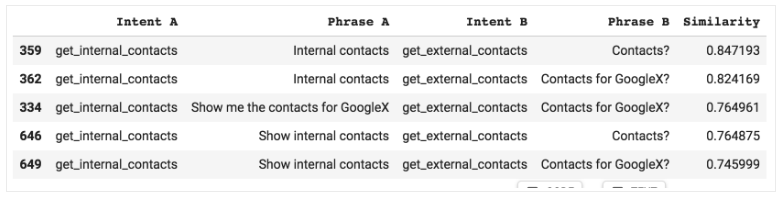 Intent A Phrase A Intent B Phrase B Similarity
359 get_internal_contacts Internal contacts get_external_contacts Contacts? 0.847193
362 get_internal_contacts Internal contacts get_external_contacts Contacts for GoogleX? 0.824169
334 get_internal_contacts Show me the contacts for GoogleX get_external_contacts Contacts for GoogleX? 0.764961
646 get_internal_contacts Show internal contacts get_external_contacts Contacts? 0.764875
649 get_internal_contacts Show internal contacts get_external_contacts Contacts for GoogleX? 0.745999